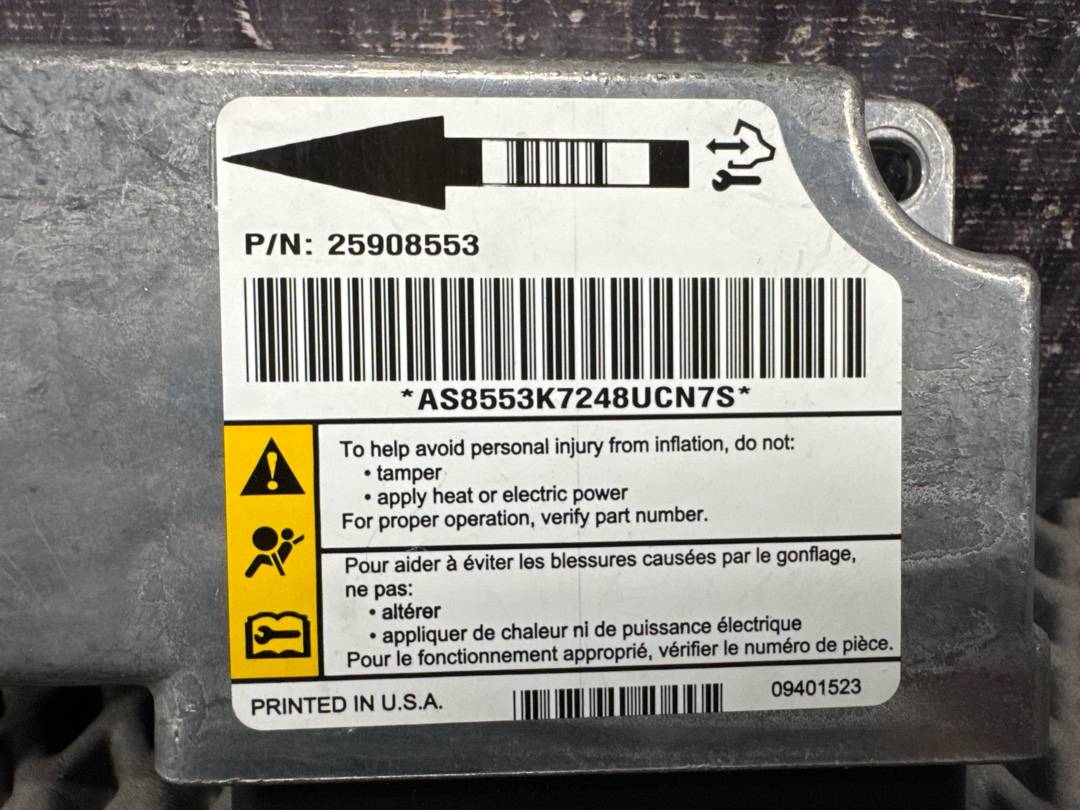 P/N: 25908553
*AS8553K7248UCN7S*
To help avoid personal injury from inflation, do not:
• tamper
• apply heat or electric power
For proper operation, verify part number.
Pour aider à éviter les blessures causées par le gonflage,
ne pas:
• altérer
• appliquer de chaleur ni de puissance électrique
Pour le fonctionnement approprié, vérifier le numéro de pièce.
PRINTED IN U.S.A.
09401523